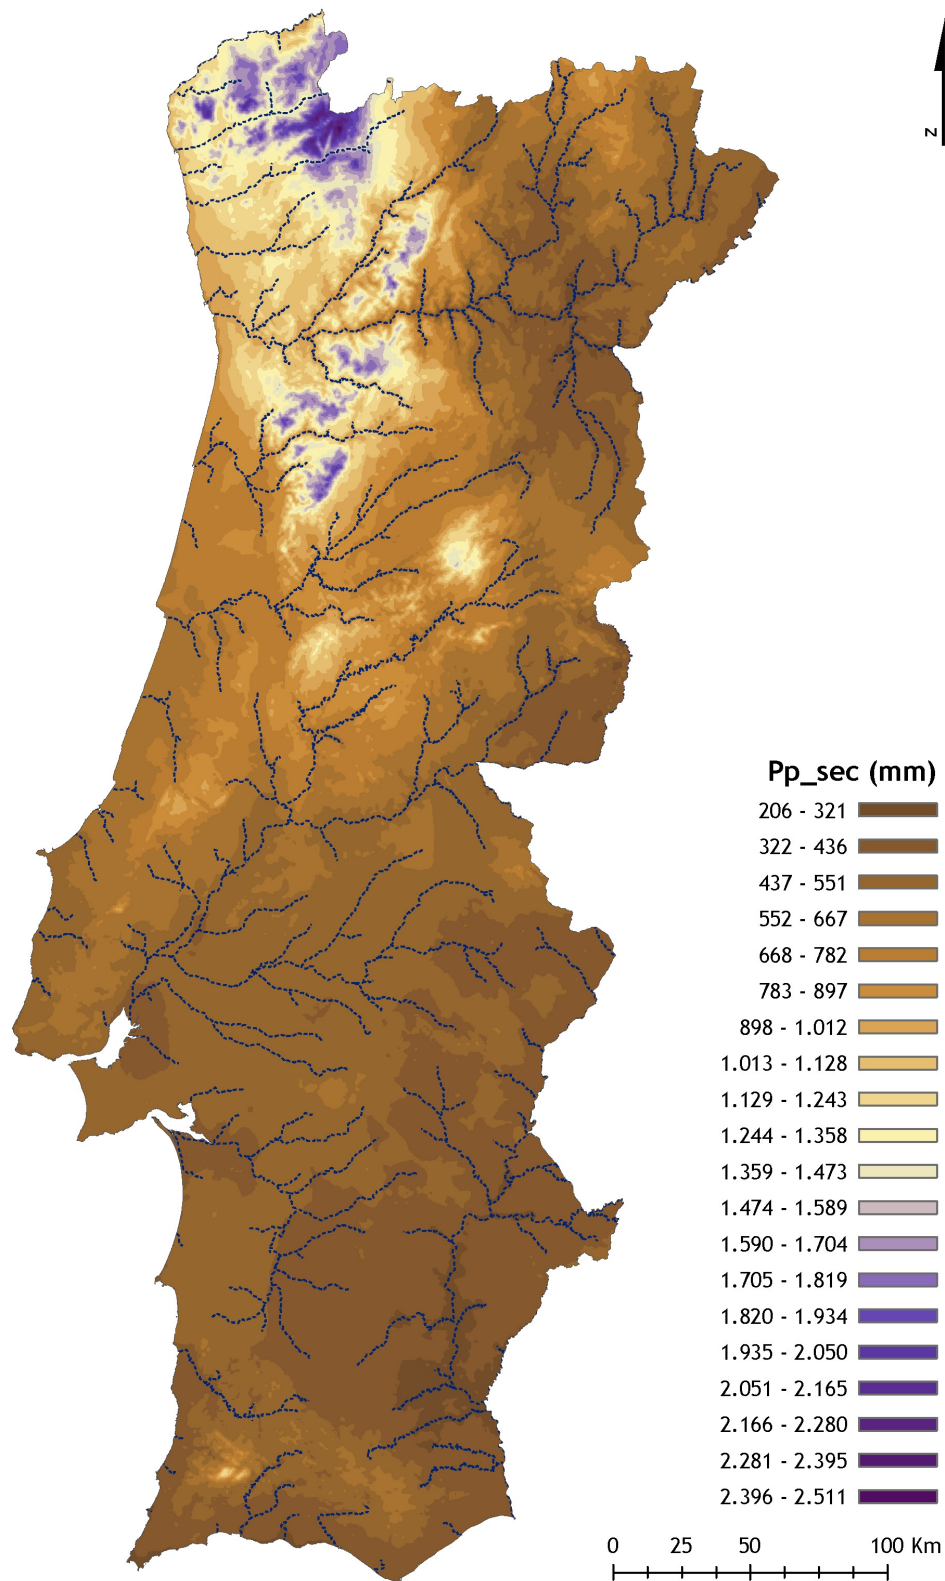 N
Pp_sec (mm)
206 - 321
322 - 436
437 - 551
552 - 667
668 - 782
783 - 897
898 - 1.012
1.013 - 1.128
1.129 - 1.243
1.244 - 1.358
1.359 - 1.473
1.474 - 1.589
1.590 - 1.704
1.705 - 1.819
1.820 - 1.934
1.935 - 2.050
2.051 - 2.165
2.166 - 2.280
2.281 - 2.395
2.396 - 2.511
0 25 50 100 Km